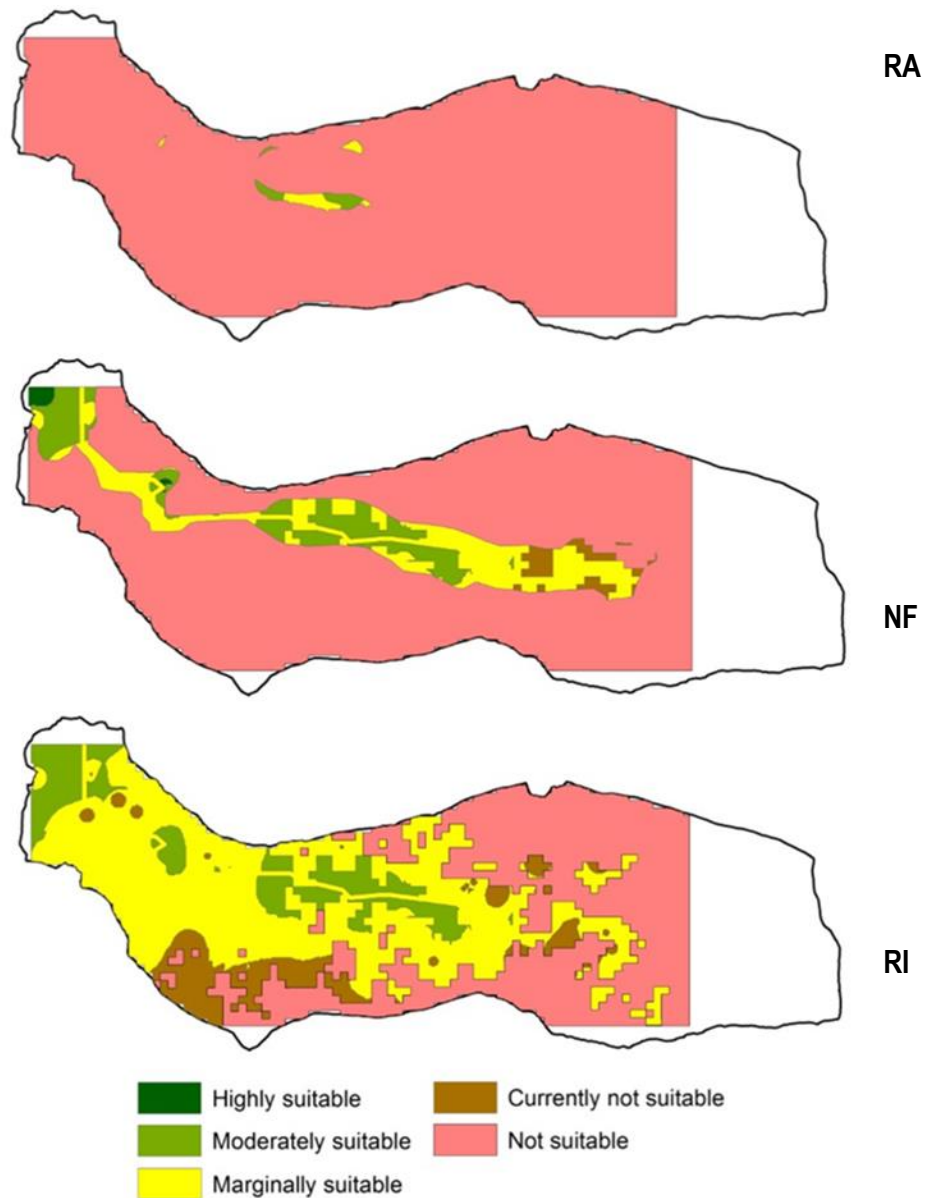 RA
NF
RI
Highly suitable
Currently not suitable
Moderately suitable
Not suitable
Marginally suitable